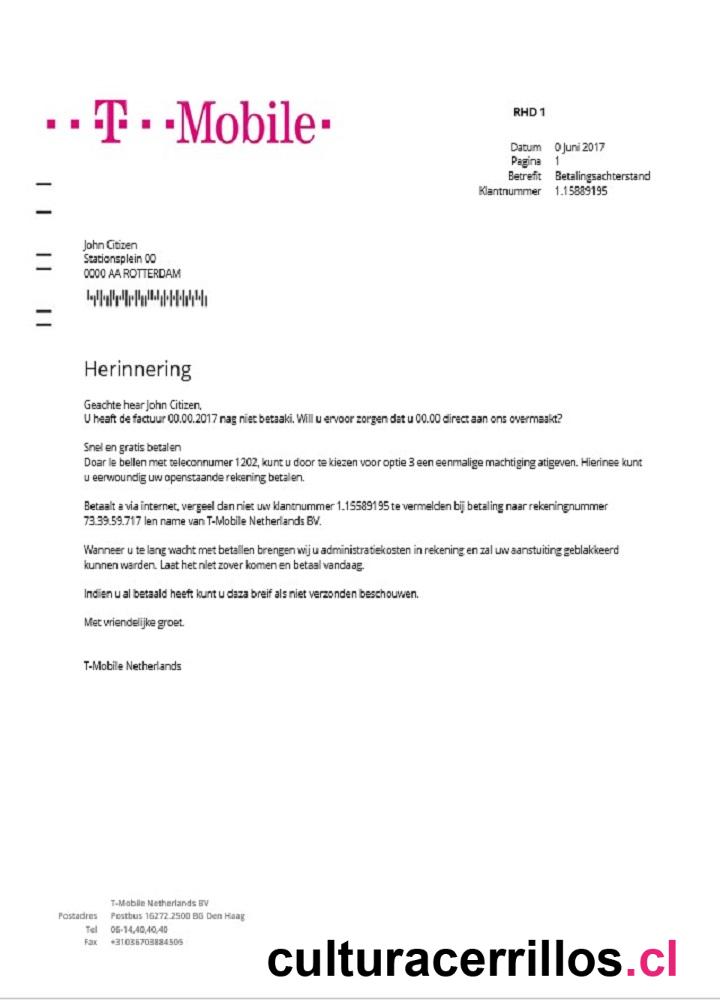 T Mobile
RHD 1
Datum 0 Juni 2017
Pagina 1
Betrefit Betalingsachterstand
Klantnummer 1.15889195
John Citizen
Stationsplein 00
0000 AA ROTTERDAM
Herinnering
Geachte hear John Citizen,
U heaft de factuur 00.00.2017 nag niet betaaki. Will u ervoor zorgen dat u 00.00 direct aan ons overmaakt?
Snel en gratis betalen
Doar le bellen met teleconnumer 1202, kunt u door te kiezen voor optie 3 een eenmalige machtiging atigeven. Hierinee kunt
u eerwoundig uw openstaande rekening betalen.
Betaalt a via internet, vergeel dan niet uw klantnummer 1.15589195 te vermelden bij betaling naar rekeningnummer
73.39.59.717 len name van T-Mobile Netherlands BV.
Wanneer u te lang wacht met betallen brengen wij u administratiekosten in rekening en zal uw aanstuiting geblakkeerd
kunnen warden. Laat het niet zover komen en betaal vandaag.
Indien u al betaald heeft kunt u daza breif als niet verzonden beschouwen.
Met vriendelijke groet.
T-Mobile Netherlands
T-Mobile Netherlands BV
Postadres Postbus 16272.2500 BG Den Haag
Tel 06-14,40,40,40
Fax +31036703884509
culturacerrillos.cl